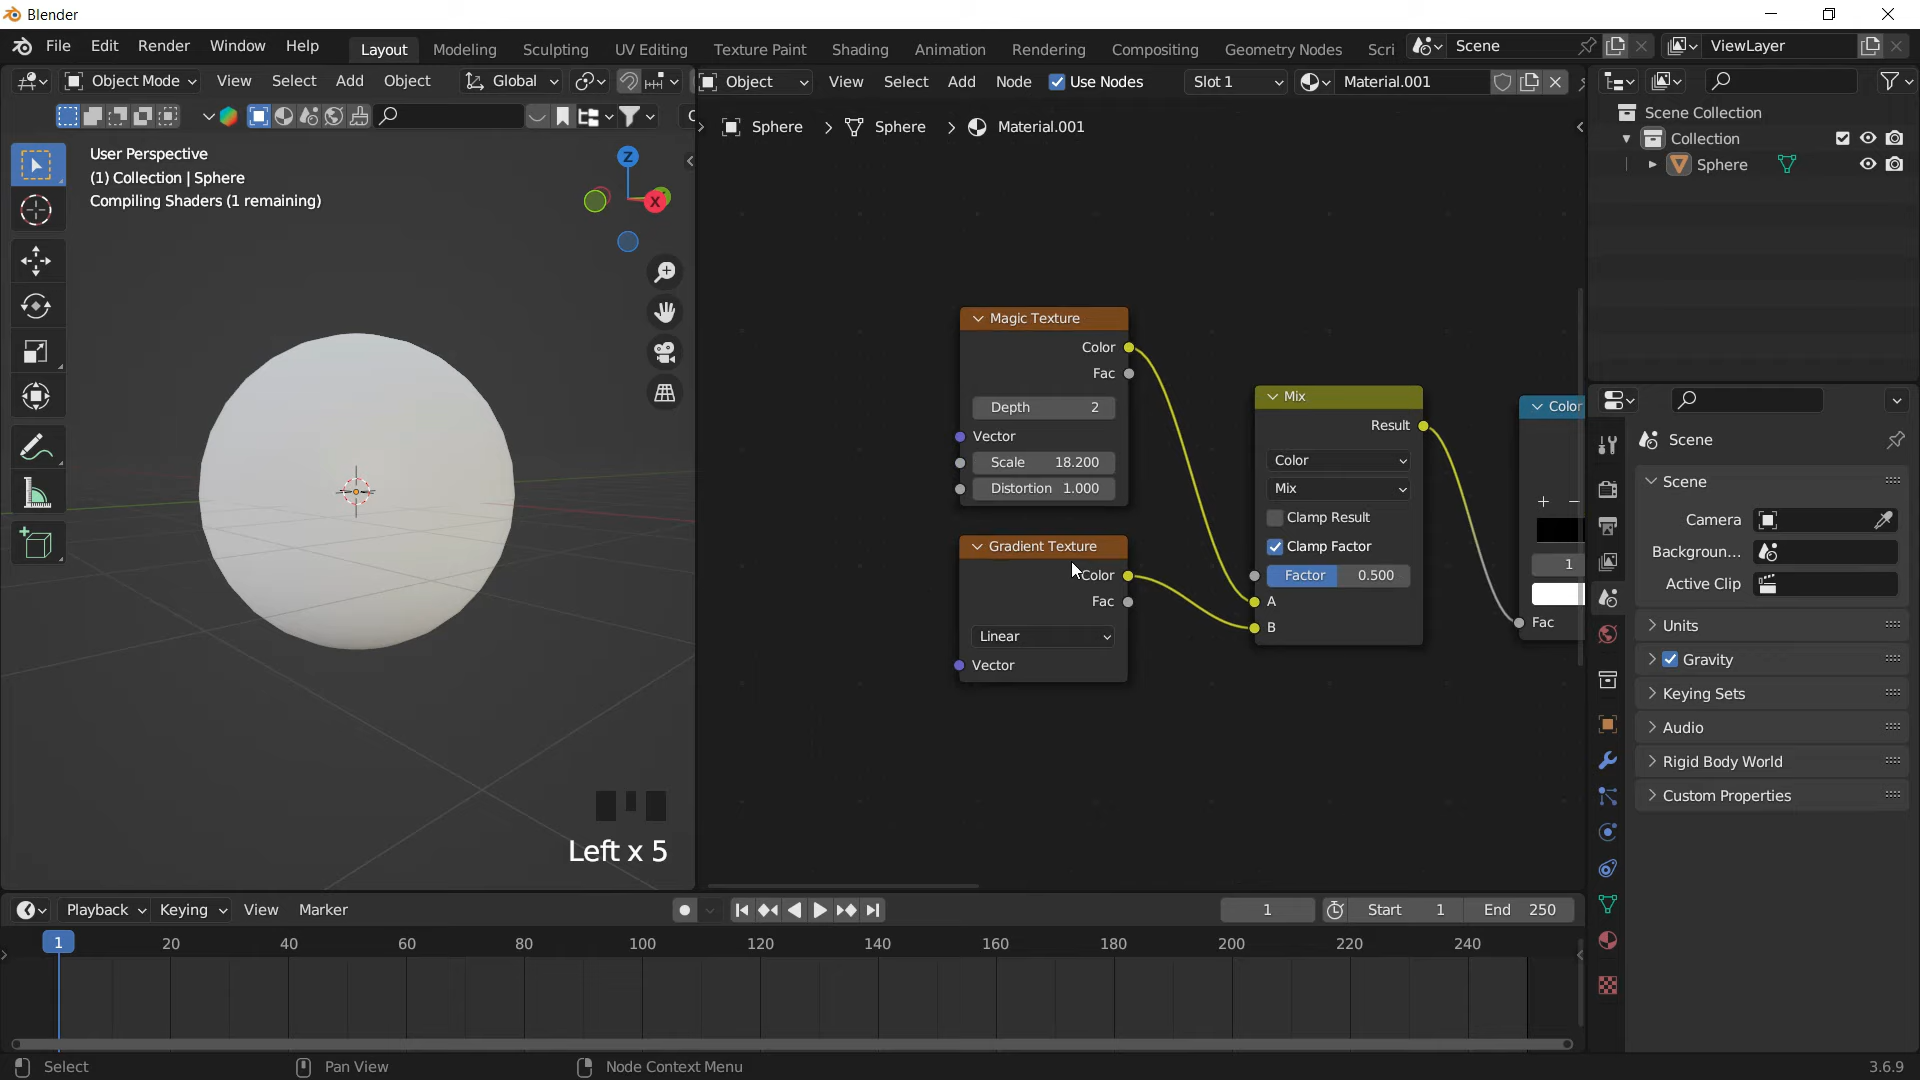 Blender
File Edit Render Window Help Layout Modeling Sculpting UV Editing Texture Paint Shading Animation Rendering Compositing Geometry Nodes Scri Scene ViewLayer
Object Mode View Select Add Object Global Object View Select Add Node Use Nodes Slot 1 Material.001
Sphere Sphere Material.001
User Perspective
(1) Collection | Sphere
Compiling Shaders (1 remaining)
Z
X
Left x 5
Magic Texture
Color
Fac
Depth 2
Vector
Scale 18.200
Distortion 1.000
Gradient Texture
Color
Fac
Linear
Vector
Mix
Result
Color
Mix
Clamp Result
Clamp Factor
Factor 0.500
A
B
Color
1
Fac
Scene Collection
Collection
Sphere
Scene
Scene
Camera
Backgroun...
Active Clip
Units
Gravity
Keying Sets
Audio
Rigid Body World
Custom Properties
Playback Keying View Marker 1 Start 1 End 250
1 20 40 60 80 100 120 140 160 180 200 220 240
Select Pan View Node Context Menu 3.6.9